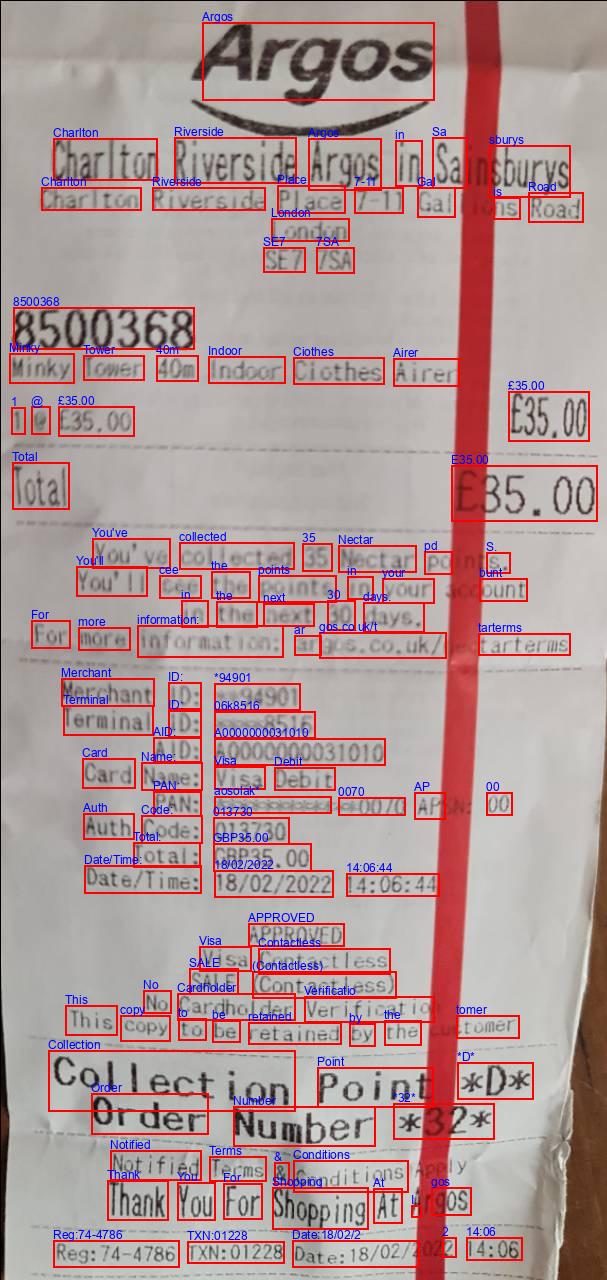 Argos
Charlton Riverside Argos in Sainsburys
Charlton Riverside Place 7-11 Gallions Road
London
SE7 7SA
8500368
Minky Tower 40m Indoor Clothes Airer
1 @ £35.00 £35.00
Total £35.00
You've collected 35 Nectar points.
You'll see the points in your account
in the next 30 days.
For more information: argos.co.uk/nectarterms
Merchant ID: **94901
Terminal ID: ****8516
AID: A0000000031010
Card Name: Visa Debit
PAN: ************0070 APSN: 00
Auth Code: 013730
Total: GBP35.00
Date/Time: 18/02/2022 14:06:44
APPROVED
Visa Contactless
SALE (Contactless)
No Cardholder Verification
This copy to be retained by the customer
Collection Point *D*
Order Number *32*
Notified Terms & Conditions Apply
Thank You For Shopping At Argos
Reg:74-4786 TXN:01228 Date:18/02/2022 14:06